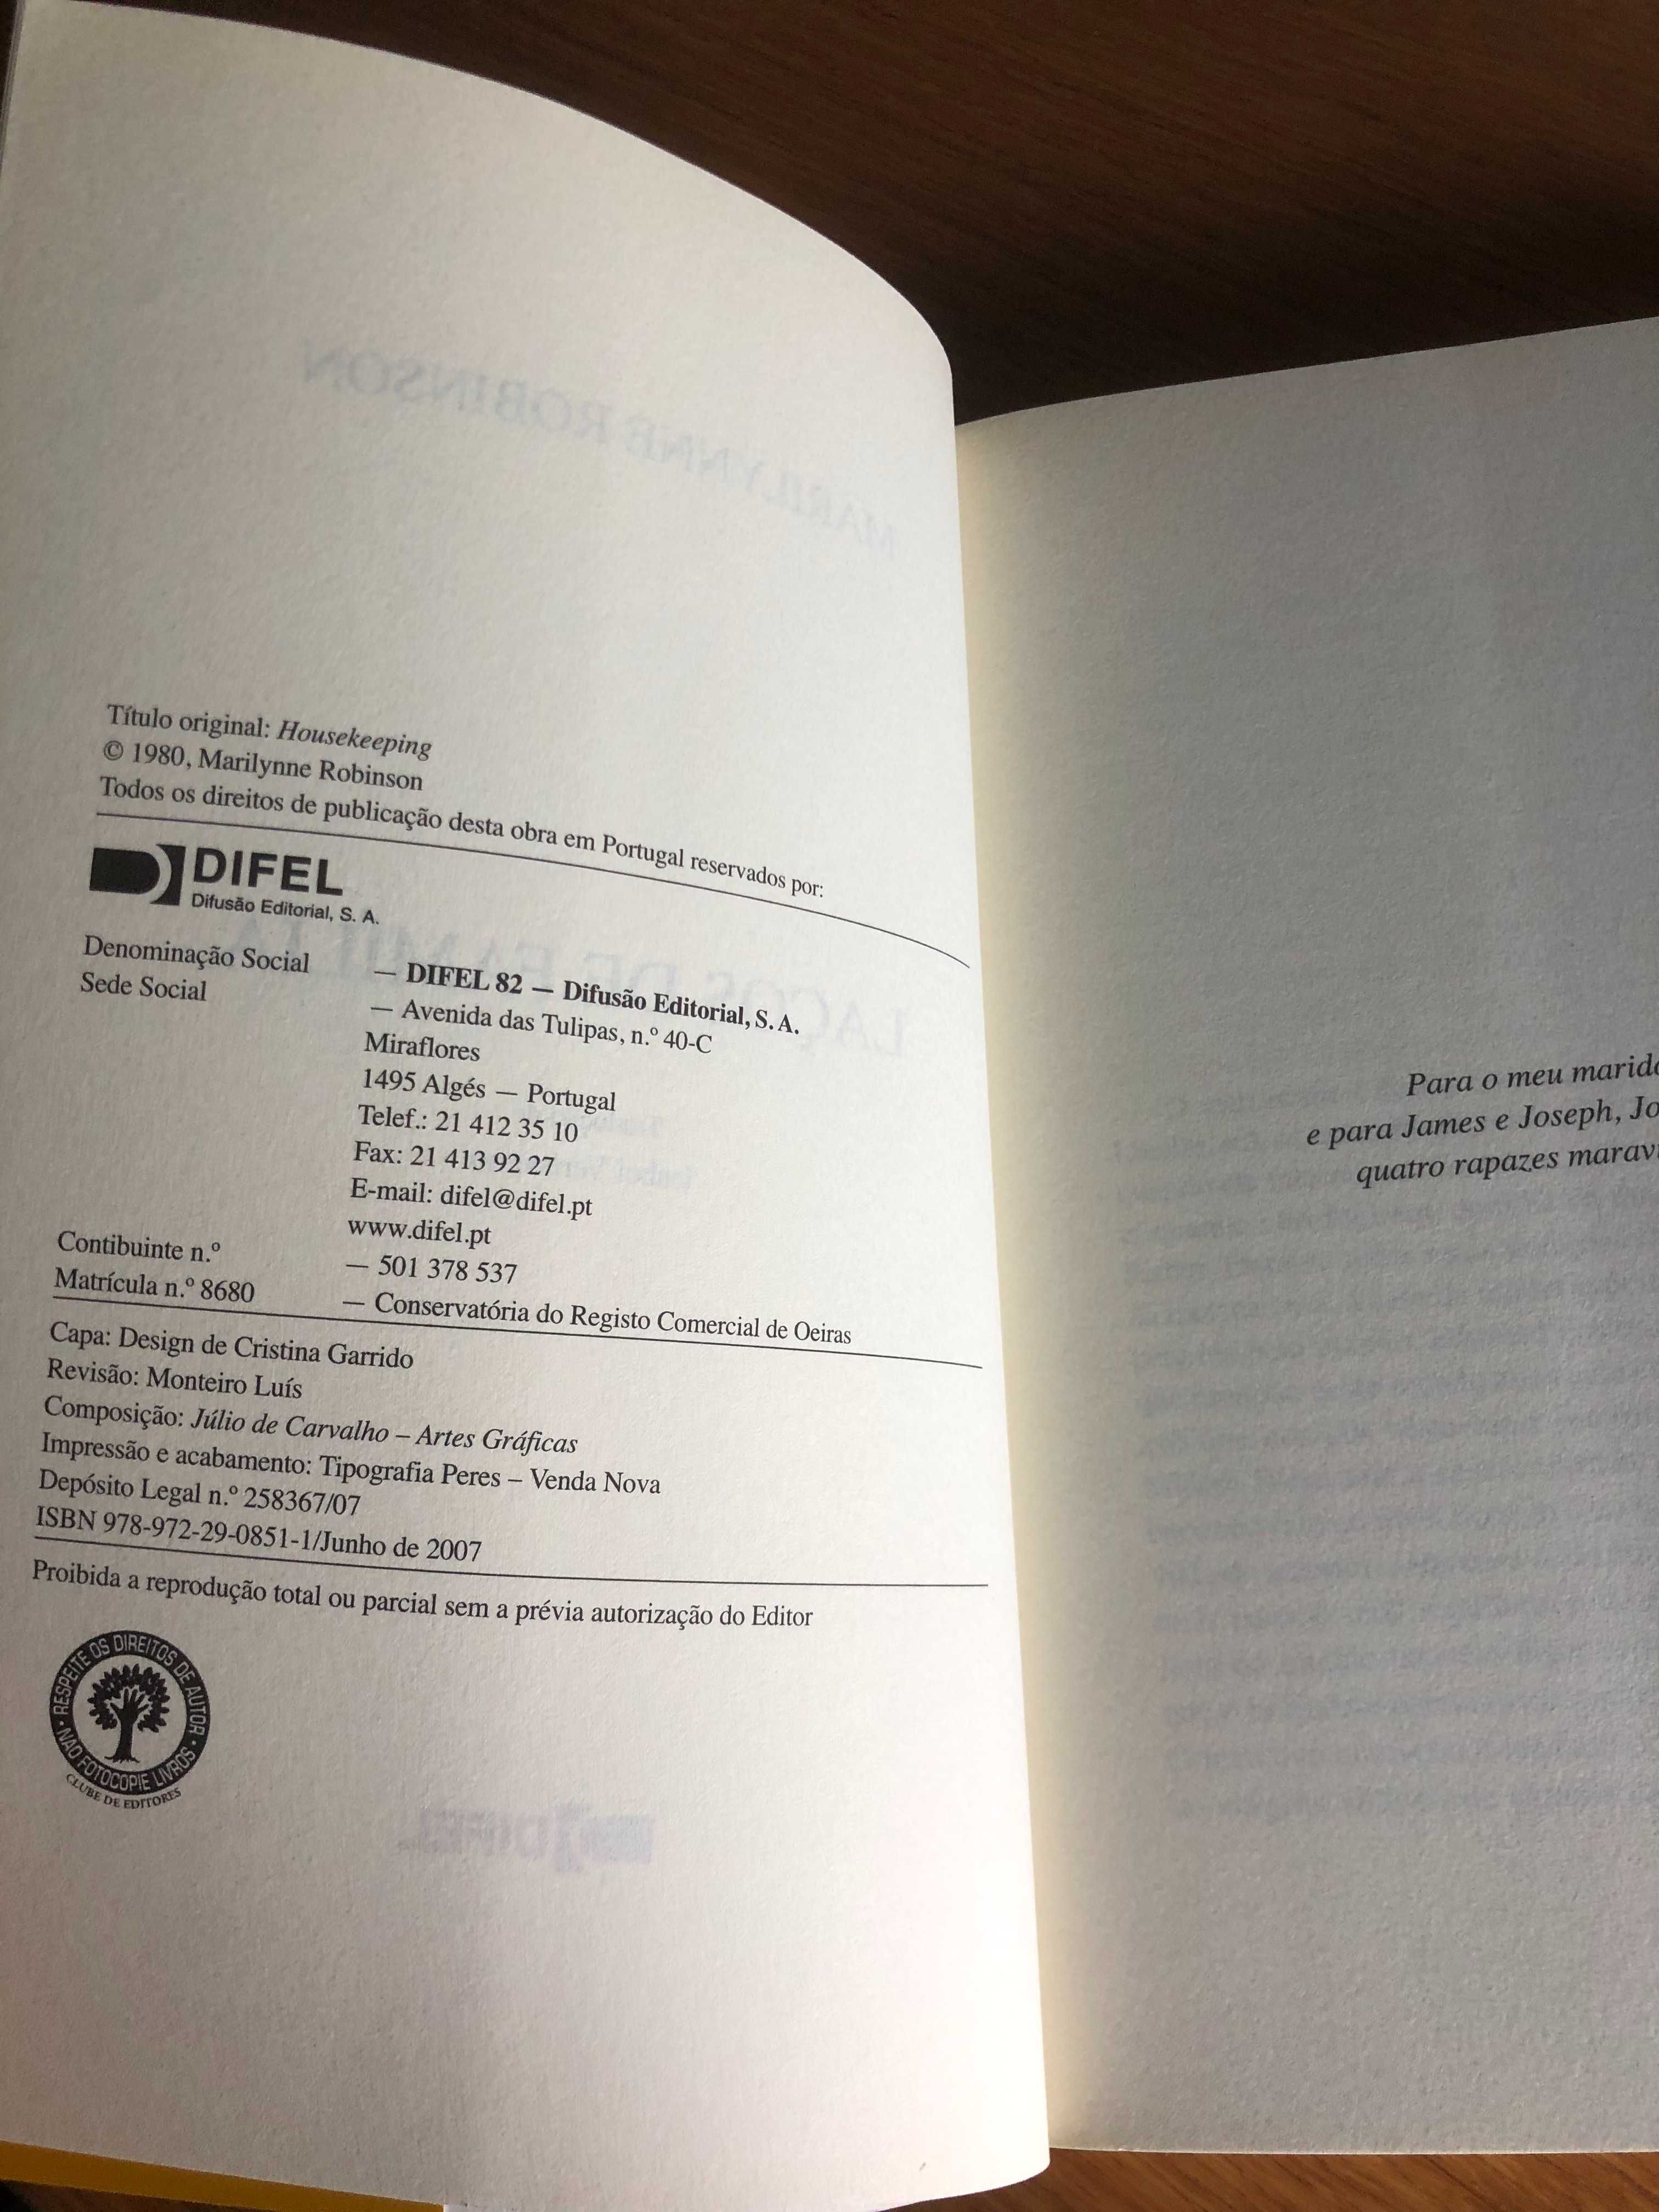 Título original: Housekeeping
© 1980, Marilynne Robinson
Todos os direitos de publicação desta obra em Portugal reservados por:
DIFEL
Difusão Editorial, S. A.
Denominação Social — DIFEL 82 — Difusão Editorial, S. A.
Sede Social — Avenida das Tulipas, n.º 40-C
Miraflores
1495 Algés — Portugal
Telef.: 21 412 35 10
Fax: 21 413 92 27
E-mail: difel@difel.pt
www.difel.pt
Contibuinte n.º — 501 378 537
Matrícula n.º 8680 — Conservatória do Registo Comercial de Oeiras
Capa: Design de Cristina Garrido
Revisão: Monteiro Luís
Composição: Júlio de Carvalho – Artes Gráficas
Impressão e acabamento: Tipografia Peres – Venda Nova
Depósito Legal n.º 258367/07
ISBN 978-972-29-0851-1/Junho de 2007
Proibida a reprodução total ou parcial sem a prévia autorização do Editor
RESPEITE OS DIREITOS DE AUTOR
NÃO FOTOCOPIE LIVROS
CLUBE DE EDITORES
Para o meu marido
e para James e Joseph,
quatro rapazes